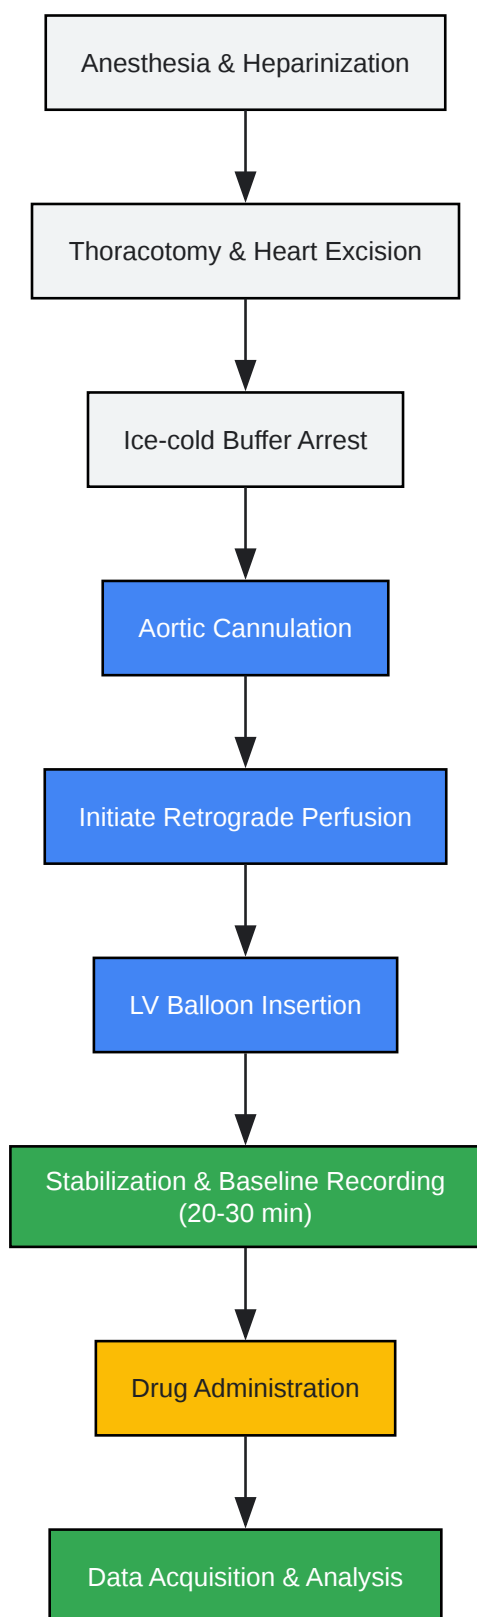 Anesthesia & Heparinization
Thoracotomy & Heart Excision
Ice-cold Buffer Arrest
Aortic Cannulation
Initiate Retrograde Perfusion
LV Balloon Insertion
Stabilization & Baseline Recording
(20-30 min)
Drug Administration
Data Acquisition & Analysis